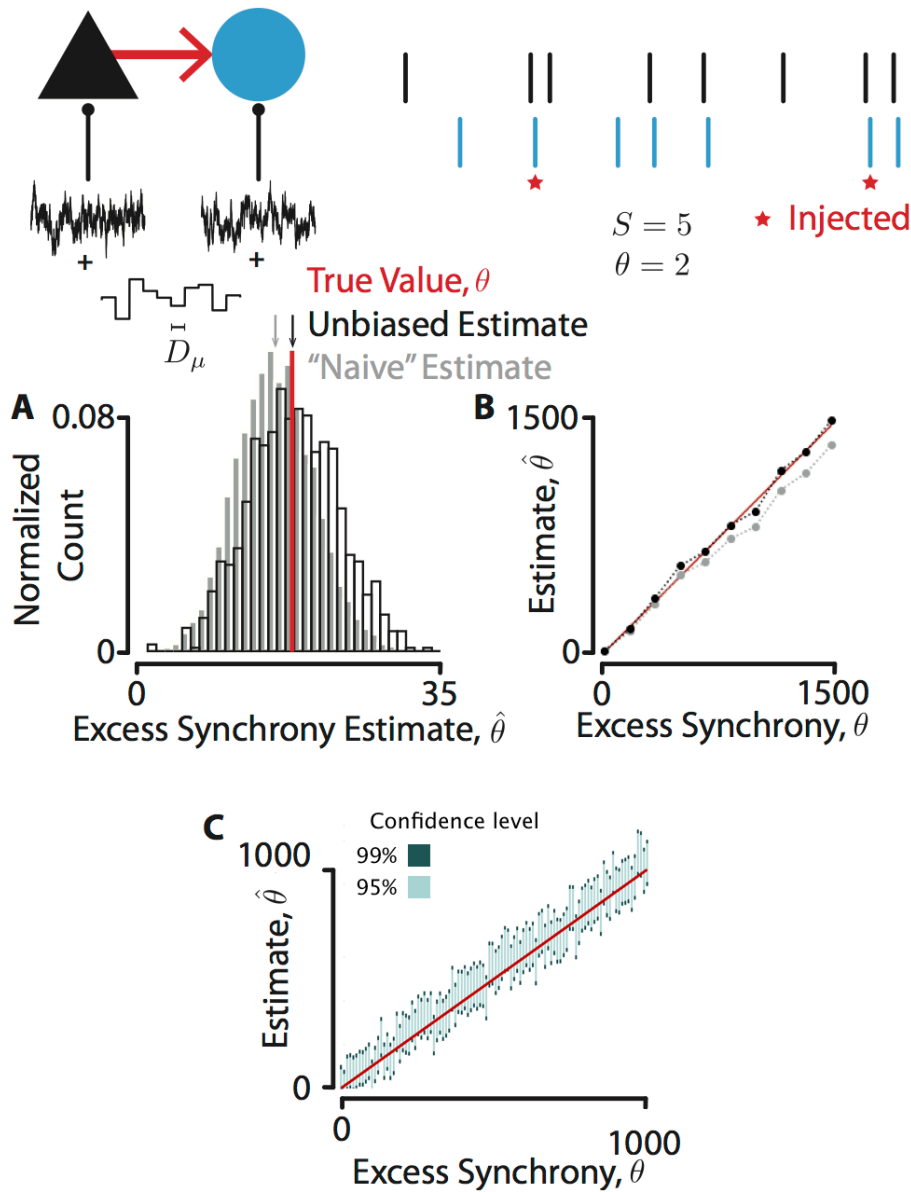 S = 5
θ = 2
★ Injected
+
+
D_μ
True Value, θ
Unbiased Estimate
“Naive” Estimate
A
0.08
Normalized
Count
0
0
35
Excess Synchrony Estimate, θ̂
B
1500
Estimate, θ̂
0
0
1500
Excess Synchrony, θ
C
Confidence level
99%
95%
1000
Estimate, θ̂
0
0
1000
Excess Synchrony, θ